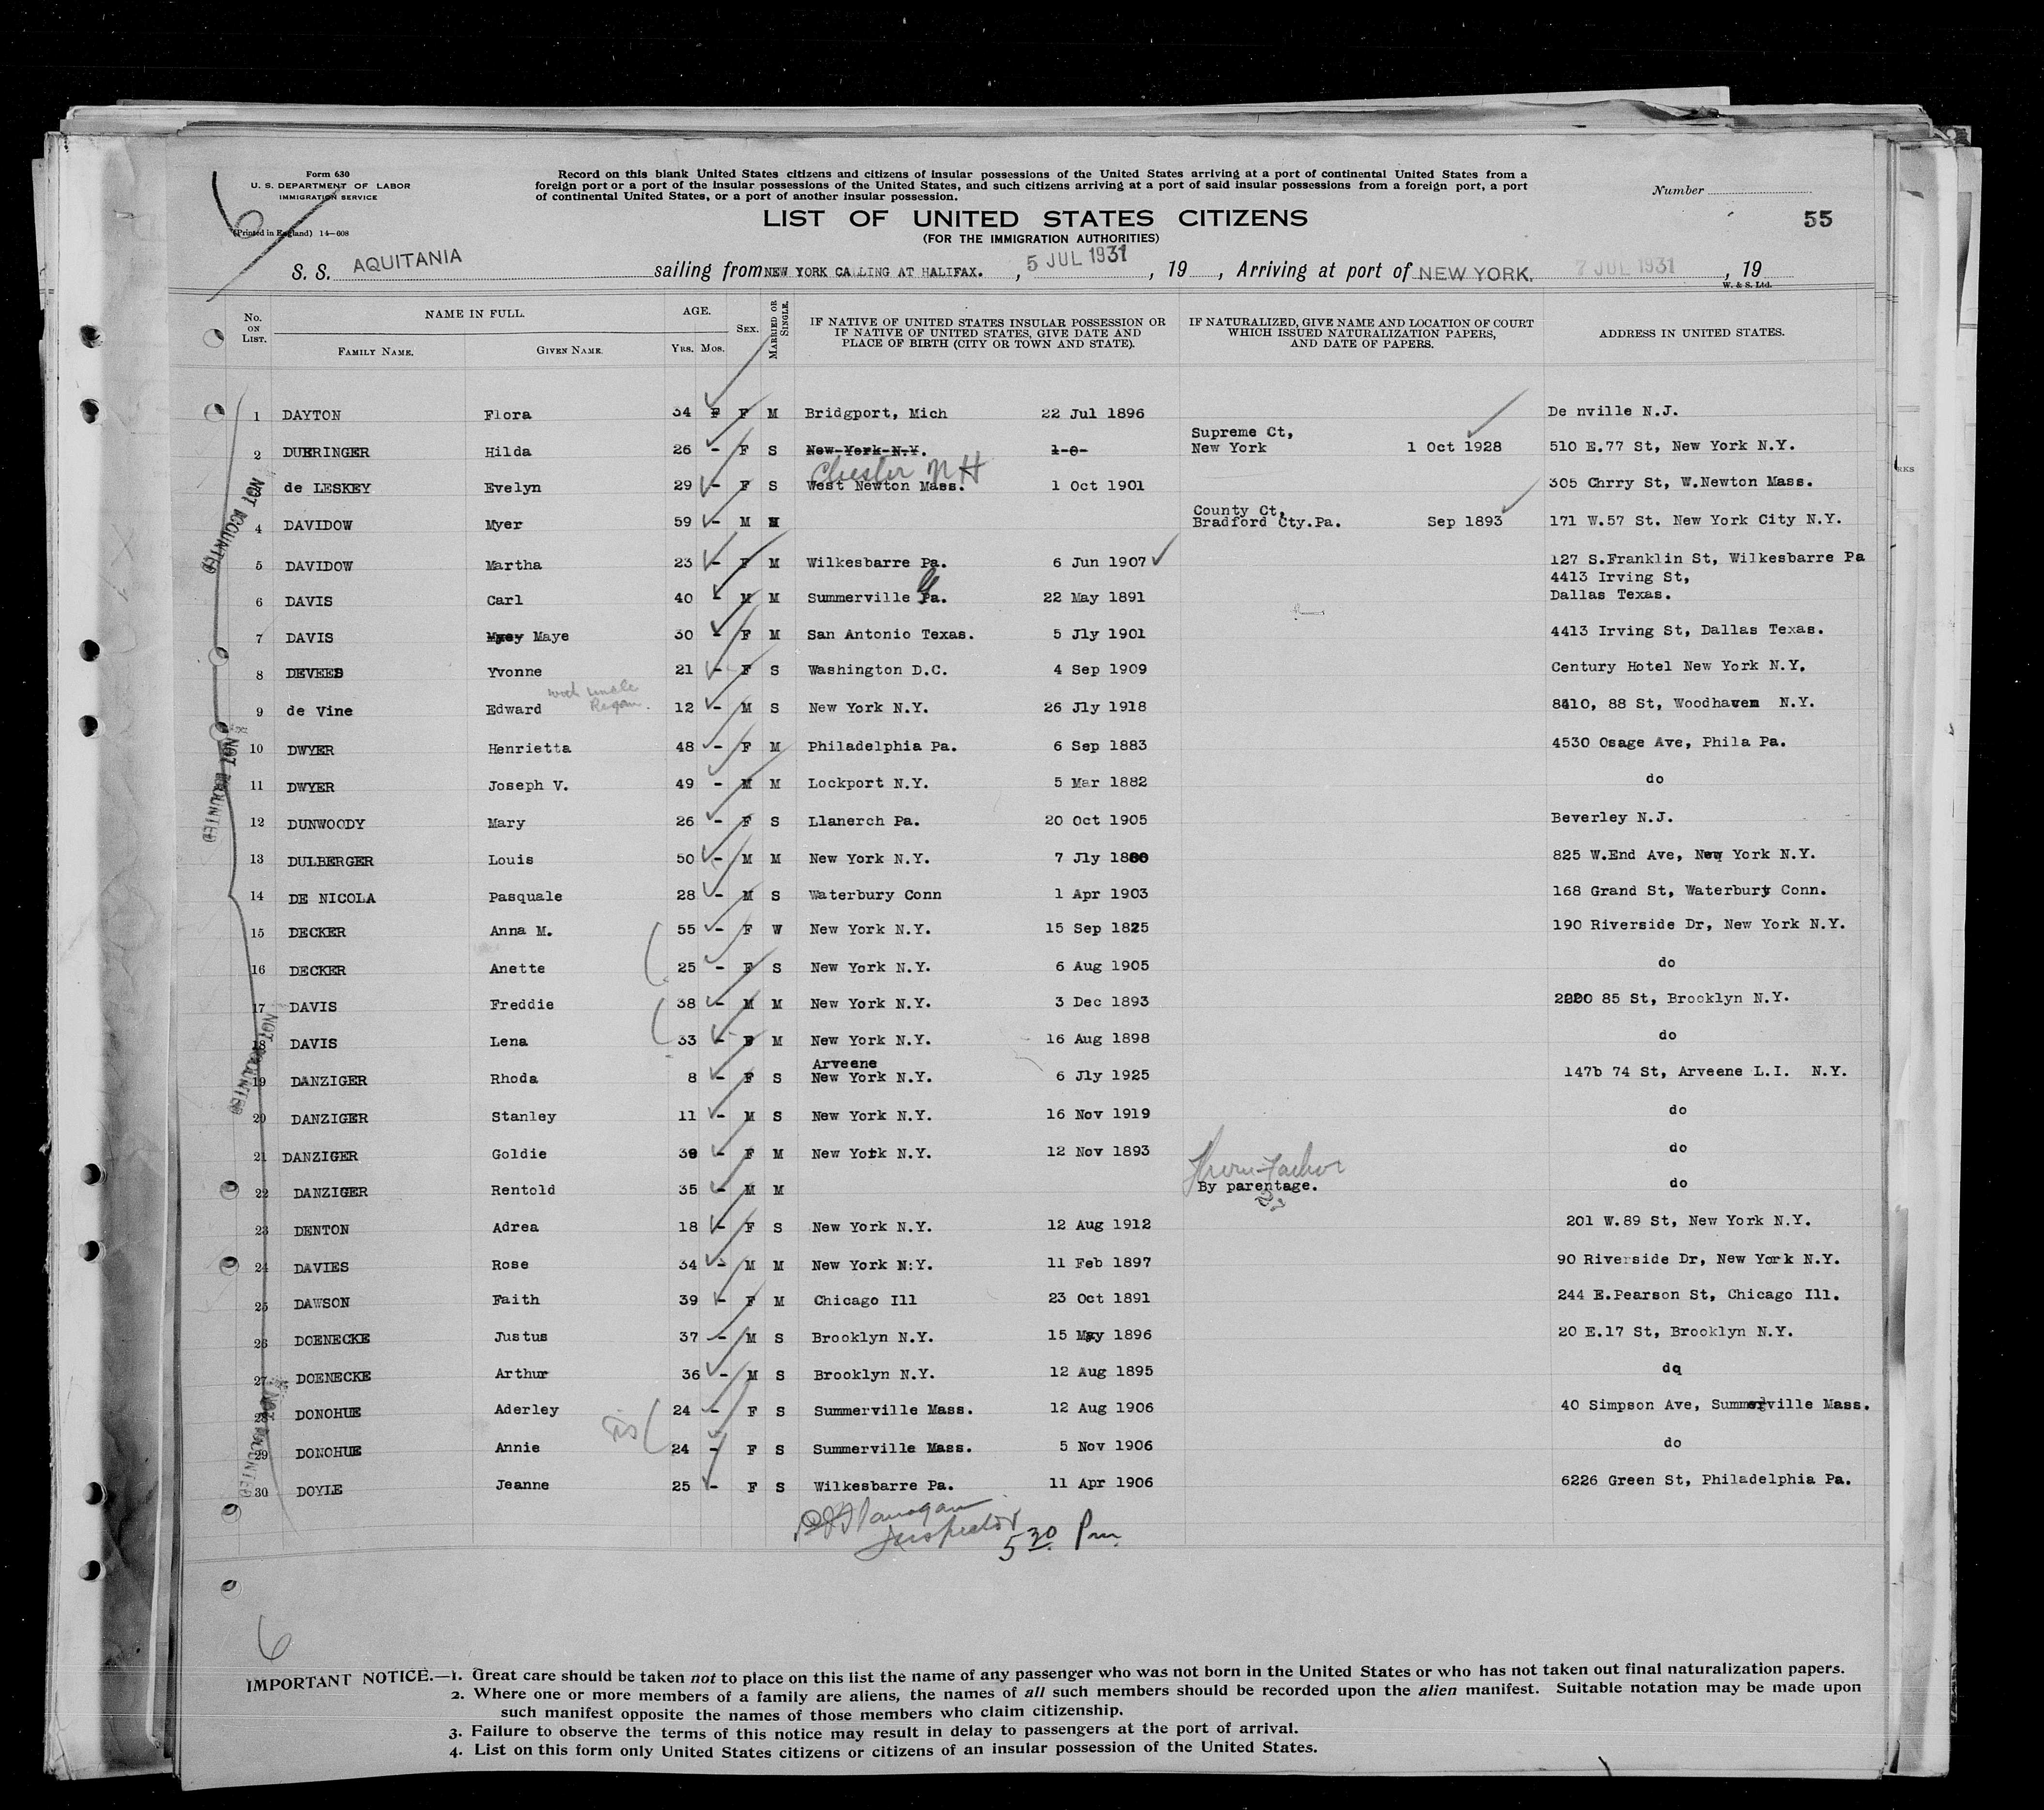 Form 630
U. S. DEPARTMENT OF LABOR
IMMIGRATION SERVICE
(Printed in England) 14—608
Record on this blank United States citizens and citizens of insular possessions of the United States arriving at a port of continental United States from a
foreign port or a port of the insular possessions of the United States, and such citizens arriving at a port of said insular possessions from a foreign port, a port
of continental United States, or a port of another insular possession.
Number
LIST OF UNITED STATES CITIZENS
55
(FOR THE IMMIGRATION AUTHORITIES)
S. S. AQUITANIA sailing from NEW YORK CALLING AT HALIFAX. , 5 JUL 1931 , 19 , Arriving at port of NEW YORK. 7 JUL 1931 , 19
W. & S. Ltd.
No. ON LIST. NAME IN FULL. AGE. SEX. MARRIED OR SINGLE. IF NATIVE OF UNITED STATES INSULAR POSSESSION OR IF NATIVE OF UNITED STATES, GIVE DATE AND PLACE OF BIRTH (CITY OR TOWN AND STATE). IF NATURALIZED, GIVE NAME AND LOCATION OF COURT WHICH ISSUED NATURALIZATION PAPERS, AND DATE OF PAPERS. ADDRESS IN UNITED STATES.
FAMILY NAME. GIVEN NAME. YRS. MOS.
1 DAYTON Flora 34 F F M Bridgport, Mich 22 Jul 1896 De nville N.J.
Supreme Ct,
2 DUERINGER Hilda 26 - F S New York N.Y. 1-8- New York 1 Oct 1928 510 E.77 St, New York N.Y.
Chester NH
de LESKEY Evelyn 29 - F S West Newton Mass. 1 Oct 1901 305 Chrry St, W.Newton Mass.
County Ct,
4 DAVIDOW Myer 59 - M M Bradford Cty.Pa. Sep 1893 171 W.57 St. New York City N.Y.
5 DAVIDOW Martha 23 - F M Wilkesbarre Pa. 6 Jun 1907 127 S.Franklin St, Wilkesbarre Pa
4413 Irving St,
6 DAVIS Carl 40 - M M Summerville Pa. 22 May 1891 Dallas Texas.
7 DAVIS Maye 30 - F M San Antonio Texas. 5 Jly 1901 4413 Irving St, Dallas Texas.
8 DEVEES Yvonne 21 - F S Washington D.C. 4 Sep 1909 Century Hotel New York N.Y.
with uncle
Regan.
9 de Vine Edward 12 - M S New York N.Y. 26 Jly 1918 8410, 88 St, Woodhaven N.Y.
10 DWYER Henrietta 48 - F M Philadelphia Pa. 6 Sep 1883 4530 Osage Ave, Phila Pa.
11 DWYER Joseph V. 49 - M M Lockport N.Y. 5 Mar 1882 do
12 DUNWOODY Mary 26 - F S Llanerch Pa. 20 Oct 1905 Beverley N.J.
13 DULBERGER Louis 50 - M M New York N.Y. 7 Jly 1880 825 W.End Ave, New York N.Y.
14 DE NICOLA Pasquale 28 - M S Waterbury Conn 1 Apr 1903 168 Grand St, Waterbury Conn.
15 DECKER Anna M. 55 - F W New York N.Y. 15 Sep 1825 190 Riverside Dr, New York N.Y.
16 DECKER Anette 25 - F S New York N.Y. 6 Aug 1905 do
17 DAVIS Freddie 38 - M M New York N.Y. 3 Dec 1893 2220 85 St, Brooklyn N.Y.
18 DAVIS Lena 33 - F M New York N.Y. 16 Aug 1898 do
Arveene
19 DANZIGER Rhoda 8 - F S New York N.Y. 6 Jly 1925 147b 74 St, Arveene L.I. N.Y.
20 DANZIGER Stanley 11 - M S New York N.Y. 16 Nov 1919 do
21 DANZIGER Goldie 38 - F M New York N.Y. 12 Nov 1893 do
22 DANZIGER Rentold 35 - M M By parentage. do
23 DENTON Adrea 18 - F S New York N.Y. 12 Aug 1912 201 W.89 St, New York N.Y.
24 DAVIES Rose 34 - M M New York N:Y. 11 Feb 1897 90 Riverside Dr, New York N.Y.
25 DAWSON Faith 39 - F M Chicago Ill 23 Oct 1891 244 E.Pearson St, Chicago Ill.
26 DOENECKE Justus 37 - M S Brooklyn N.Y. 15 May 1896 20 E.17 St, Brooklyn N.Y.
27 DOENECKE Arthur 36 - M S Brooklyn N.Y. 12 Aug 1895 dq
28 DONOHUE Aderley 24 - F S Summerville Mass. 12 Aug 1906 40 Simpson Ave, Summerville Mass.
sis
29 DONOHUE Annie 24 - F S Summerville Mass. 5 Nov 1906 do
30 DOYLE Jeanne 25 - F S Wilkesbarre Pa. 11 Apr 1906 6226 Green St, Philadelphia Pa.
Flanagan
Inspector 5 30 Pm.
NOT ACCOUNTED
NOT ACCOUNTED
NOT ACCOUNTED
NOT ACCOUNTED
6
IMPORTANT NOTICE.—1. Great care should be taken not to place on this list the name of any passenger who was not born in the United States or who has not taken out final naturalization papers.
2. Where one or more members of a family are aliens, the names of all such members should be recorded upon the alien manifest. Suitable notation may be made upon
such manifest opposite the names of those members who claim citizenship.
3. Failure to observe the terms of this notice may result in delay to passengers at the port of arrival.
4. List on this form only United States citizens or citizens of an insular possession of the United States.